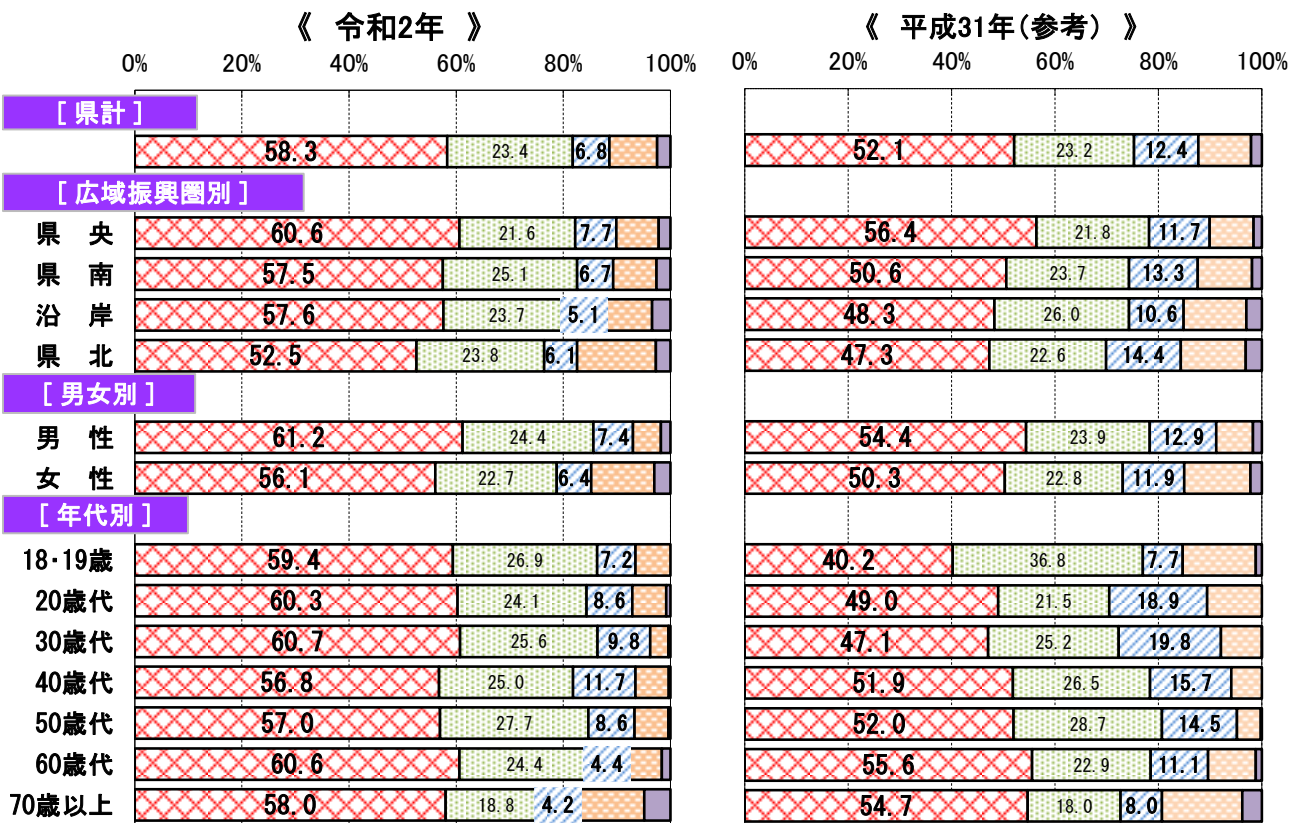 《 令和2年 》 《 平成31年(参考) 》
0% 20% 40% 60% 80% 100% 0% 20% 40% 60% 80% 100%
[ 県計 ]
58.3 23.4 6.8 52.1 23.2 12.4
[ 広域振興圏別 ]
県 央 60.6 21.6 7.7 56.4 21.8 11.7
県 南 57.5 25.1 6.7 50.6 23.7 13.3
沿 岸 57.6 23.7 5.1 48.3 26.0 10.6
県 北 52.5 23.8 6.1 47.3 22.6 14.4
[ 男女別 ]
男 性 61.2 24.4 7.4 54.4 23.9 12.9
女 性 56.1 22.7 6.4 50.3 22.8 11.9
[ 年代別 ]
18・19歳 59.4 26.9 7.2 40.2 36.8 7.7
20歳代 60.3 24.1 8.6 49.0 21.5 18.9
30歳代 60.7 25.6 9.8 47.1 25.2 19.8
40歳代 56.8 25.0 11.7 51.9 26.5 15.7
50歳代 57.0 27.7 8.6 52.0 28.7 14.5
60歳代 60.6 24.4 4.4 55.6 22.9 11.1
70歳以上 58.0 18.8 4.2 54.7 18.0 8.0